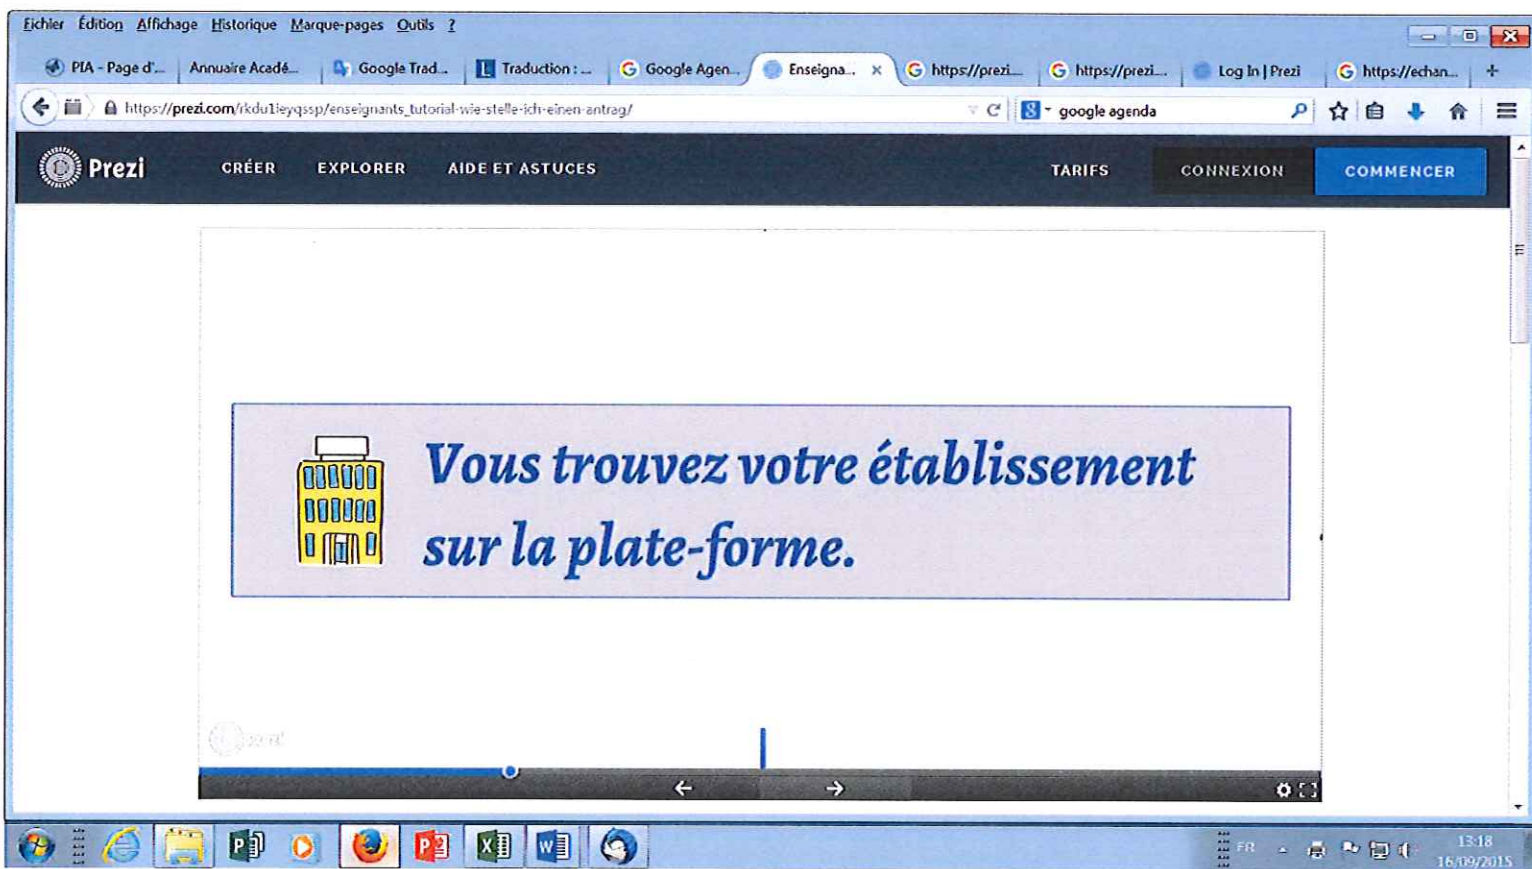 Fichier Édition Affichage Historique Marque-pages Outils ?
PIA - Page d'... Annuaire Acadé... Google Trad... Traduction : ... Google Agen... Enseigna... × https://prezi.... https://prezi.... Log In | Prezi https://echan... +
https://prezi.com/rkdu1ieyqssp/enseignants_tutorial-wie-stelle-ich-einen-antrag/ google agenda
Prezi CRÉER EXPLORER AIDE ET ASTUCES TARIFS CONNEXION COMMENCER
Vous trouvez votre établissement
sur la plate-forme.
FR 13:18
16/09/2015